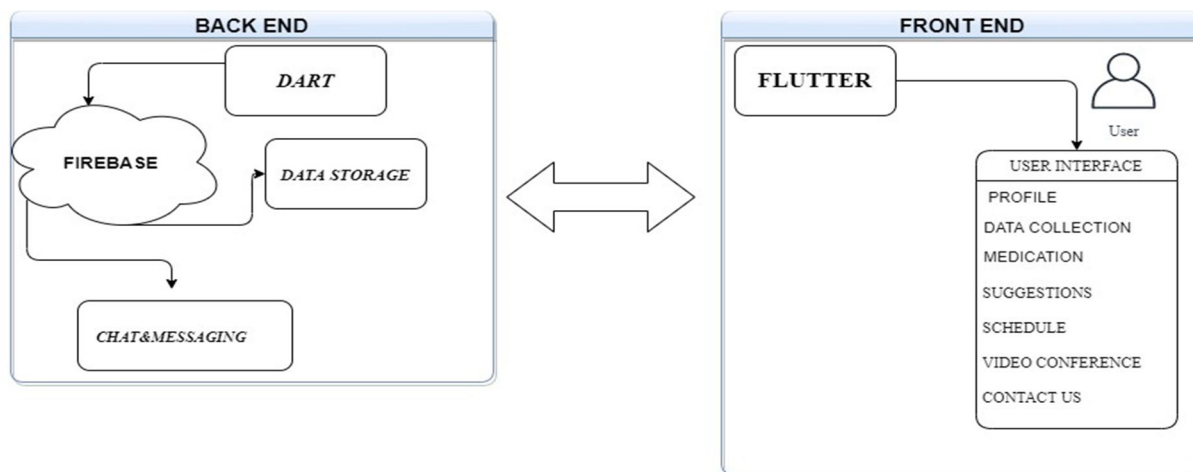 BACK END
DART
FIREBASE
DATA STORAGE
CHAT&MESSAGING
FRONT END
FLUTTER
User
USER INTERFACE
PROFILE
DATA COLLECTION
MEDICATION
SUGGESTIONS
SCHEDULE
VIDEO CONFERENCE
CONTACT US